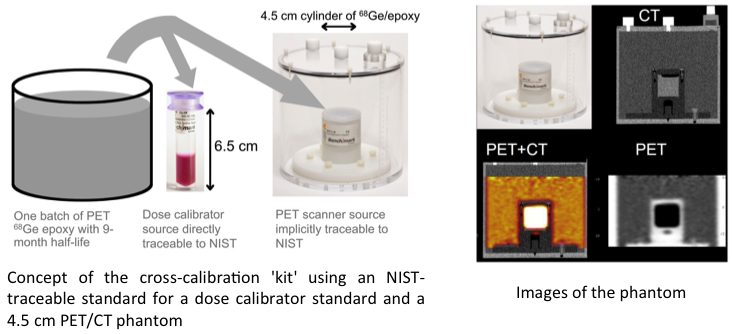 4.5 cm cylinder of ⁶⁸Ge/epoxy
6.5 cm
One batch of PET
⁶⁸Ge epoxy with 9-
month half-life
Dose calibrator
source directly
traceable to NIST
PET scanner source
implicitly traceable to
NIST
Concept of the cross-calibration 'kit' using an NIST-
traceable standard for a dose calibrator standard and a
4.5 cm PET/CT phantom
CT
PET+CT
PET
Images of the phantom